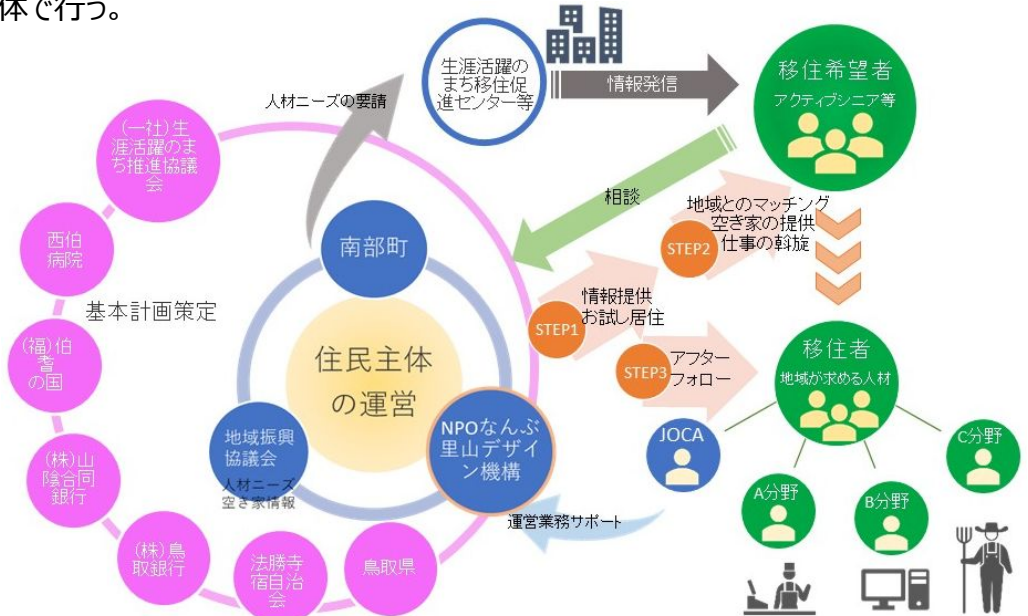 体で行う。
生涯活躍の
まち移住促
進センター等
情報発信
移住希望者
アクティブシニア等
人材ニーズの要請
(一社)生
涯活躍のま
ち推進協議
会
相談
地域とのマッチング
空き家の提供
仕事の斡旋
STEP2
西伯
病院
南部町
基本計画策定
情報提供
お試し居住
STEP1
(福)伯
耆
の国
住民主体
の運営
アフター
フォロー
STEP3
移住者
地域が求める人材
地域振興
協議会
人材ニーズ
空き家情報
NPOなんぶ
里山デザイ
ン機構
JOCA
C分野
(株)山
陰合同
銀行
A分野
B分野
運営業務サポート
(株)鳥
取銀行
法勝寺
宿自治
会
鳥取県